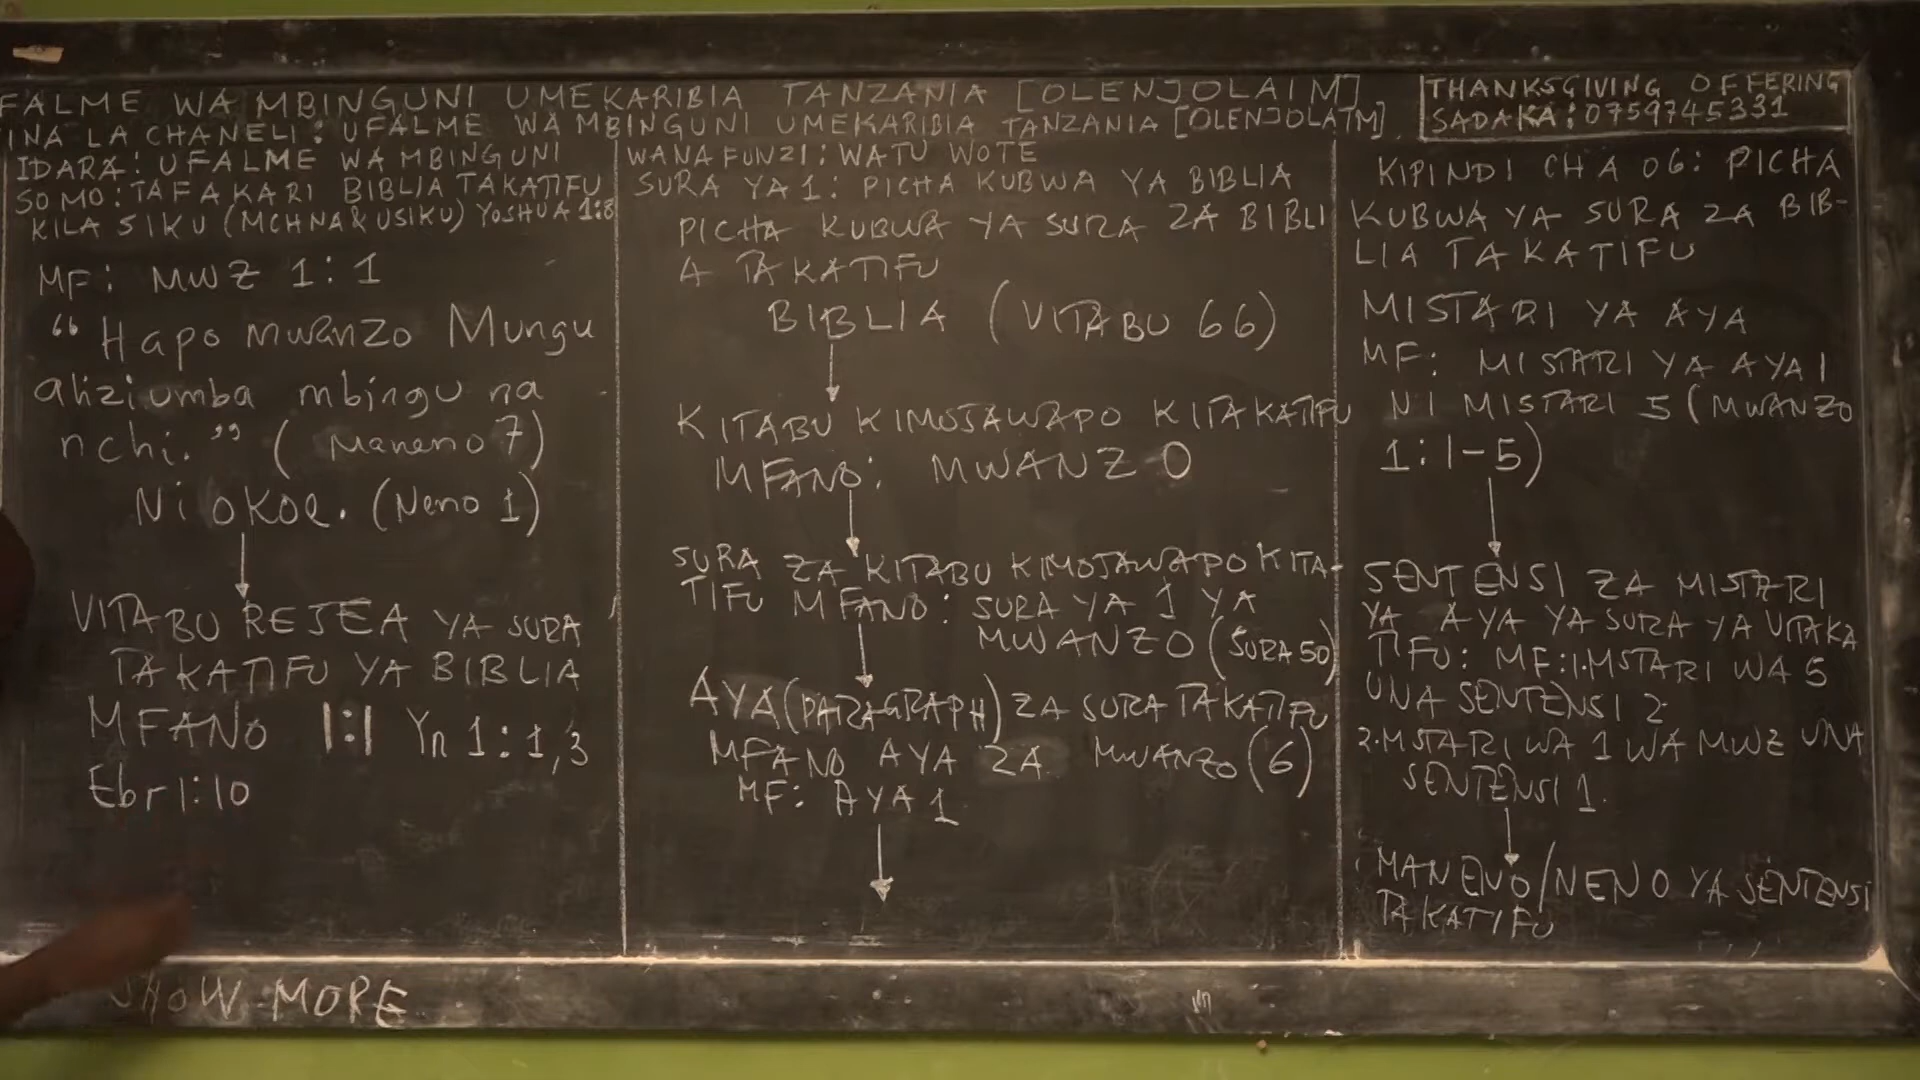 FALME WA MBINGUNI UMEKARIBIA TANZANIA [OLENJOLAIM]
INA LA CHANELI: UFALME WA MBINGUNI UMEKARIBIA TANZANIA [OLENJOLAIM]
THANKSGIVING OFFERING
SADAKA: 0759745331
IDARA: UFALME WA MBINGUNI
SOMO: TAFAKARI BIBLIA TAKATIFU
KILA SIKU (MCHNA & USIKU) YOSHUA 1:8
MF: MWZ 1:1
“Hapo mwanzo Mungu
aliziumba mbingu na
nchi.” (Maneno 7)
Ni okoe. (Neno 1)
VITABU REJEA YA SURA
TAKATIFU YA BIBLIA
MFANO 1:1 Yn 1:1,3
Ebr 1:10
WANAFUNZI: WATU WOTE
SURA YA 1: PICHA KUBWA YA BIBLIA
PICHA KUBWA YA SURA ZA BIBLI
A TAKATIFU
BIBLIA (VITABU 66)
KITABU KIMOJAWAPO KITAKATIFU
MFANO: MWANZO
SURA ZA KITABU KIMOJAWAPO KITA-
TIFU MFANO: SURA YA 1 YA
MWANZO (SURA 50)
AYA (PARAGRAPH) ZA SURA TAKATIFU
MFANO AYA ZA MWANZO (6)
MF: AYA 1
KIPINDI CHA 06: PICHA
KUBWA YA SURA ZA BIB-
LIA TAKATIFU
MISTARI YA AYA
MF: MISTARI YA AYA 1
NI MISTARI 5 (MWANZO
1:1-5)
SENTENSI ZA MISTARI
YA AYA YA SURA YA VITAKA
TIFU: MF: 1. MSTARI WA 5
UNA SENTENSI 2
2. MSTARI WA 1 WA MWZ UNA
SENTENSI 1.
MANENO/NENO YA SENTENSI
TAKATIFU
SHOW MORE